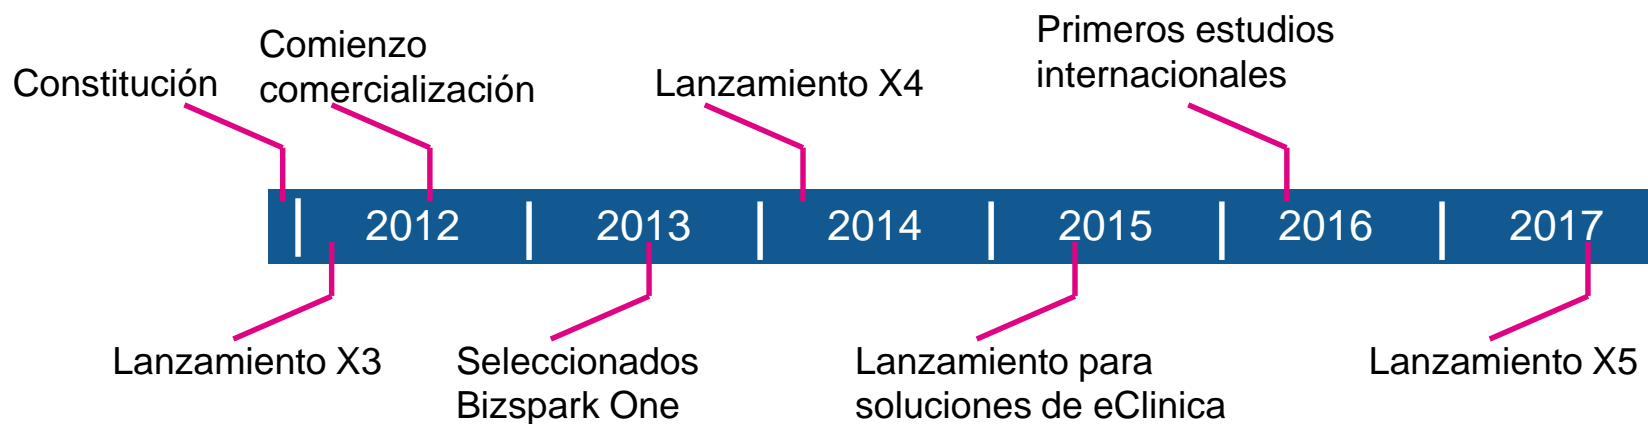 Constitución
Comienzo
comercialización
Lanzamiento X4
Primeros estudios
internacionales
2012
2013
2014
2015
2016
2017
Lanzamiento X3
Seleccionados
Bizspark One
Lanzamiento para
soluciones de eClinica
Lanzamiento X5